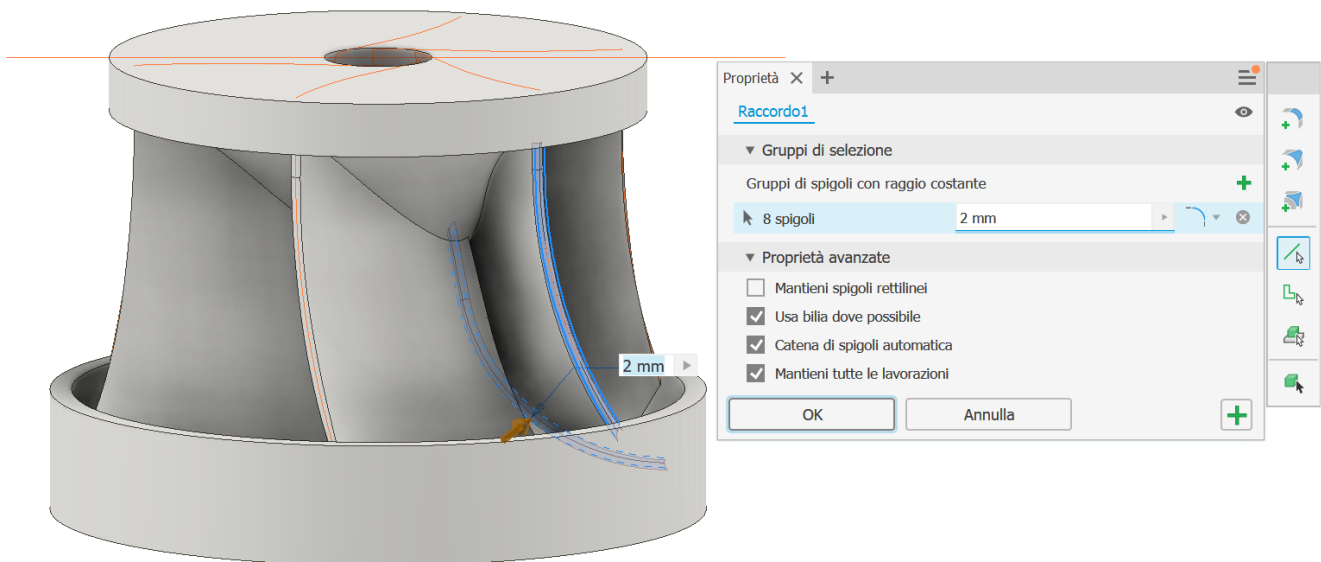 Proprietà
Raccordo1
Gruppi di selezione
Gruppi di spigoli con raggio costante
8 spigoli 2 mm
Proprietà avanzate
Mantieni spigoli rettilinei
Usa bilia dove possibile
Catena di spigoli automatica
Mantieni tutte le lavorazioni
OK Annulla
2 mm